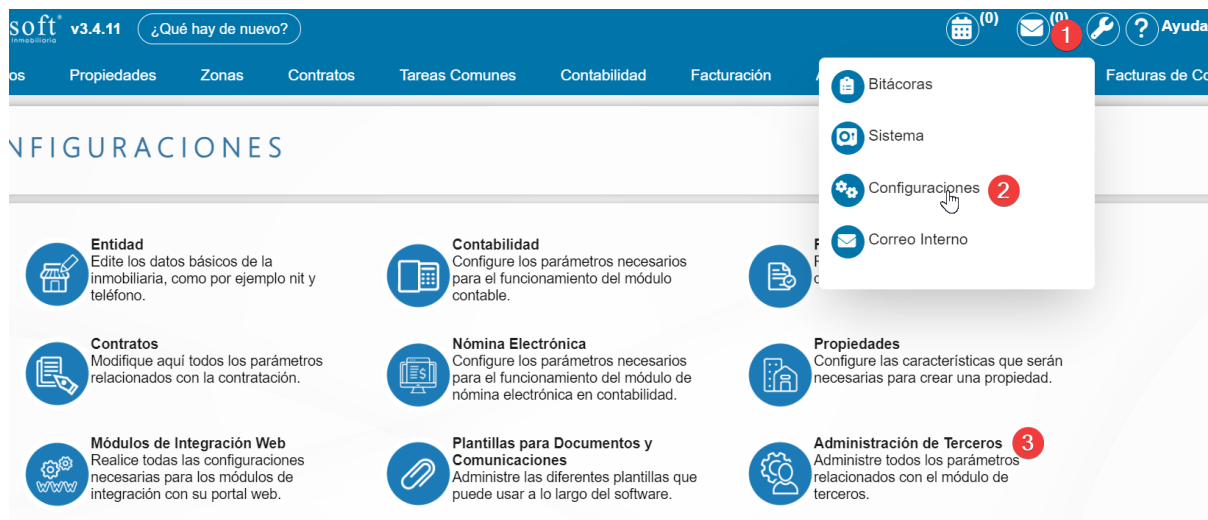 soft v3.4.11 ¿Qué hay de nuevo? (0) (0) 1 Ayuda
Inmobiliaria
os Propiedades Zonas Contratos Tareas Comunes Contabilidad Facturación Facturas de Co
Bitácoras
NFIGURACIONES
Sistema
Configuraciones 2
Correo Interno
Entidad
Edite los datos básicos de la
inmobiliaria, como por ejemplo nit y
teléfono.
Contabilidad
Configure los parámetros necesarios
para el funcionamiento del módulo
contable.
Contratos
Modifique aquí todos los parámetros
relacionados con la contratación.
Nómina Electrónica
Configure los parámetros necesarios
para el funcionamiento del módulo de
nómina electrónica en contabilidad.
Propiedades
Configure las características que serán
necesarias para crear una propiedad.
Módulos de Integración Web
Realice todas las configuraciones
necesarias para los módulos de
integración con su portal web.
www
Plantillas para Documentos y
Comunicaciones
Administre las diferentes plantillas que
puede usar a lo largo del software.
Administración de Terceros 3
Administre todos los parámetros
relacionados con el módulo de
terceros.